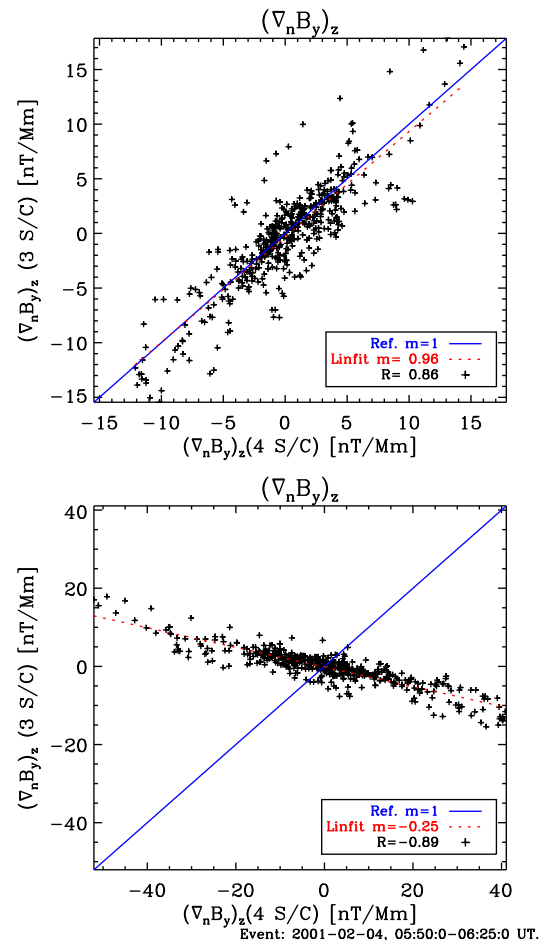 (∇nBy)z
(∇nBy)z (3 S/C) [nT/Mm]
15
10
5
0
−5
−10
−15
Ref. m=1
Linfit m= 0.96
R= 0.86
−15 −10 −5 0 5 10 15
(∇nBy)z(4 S/C) [nT/Mm]
(∇nBy)z
(∇nBy)z (3 S/C) [nT/Mm]
40
20
0
−20
−40
Ref. m=1
Linfit m=−0.25
R=−0.89
−40 −20 0 20 40
(∇nBy)z(4 S/C) [nT/Mm]
Event: 2001−02−04, 05:50:0−06:25:0 UT.